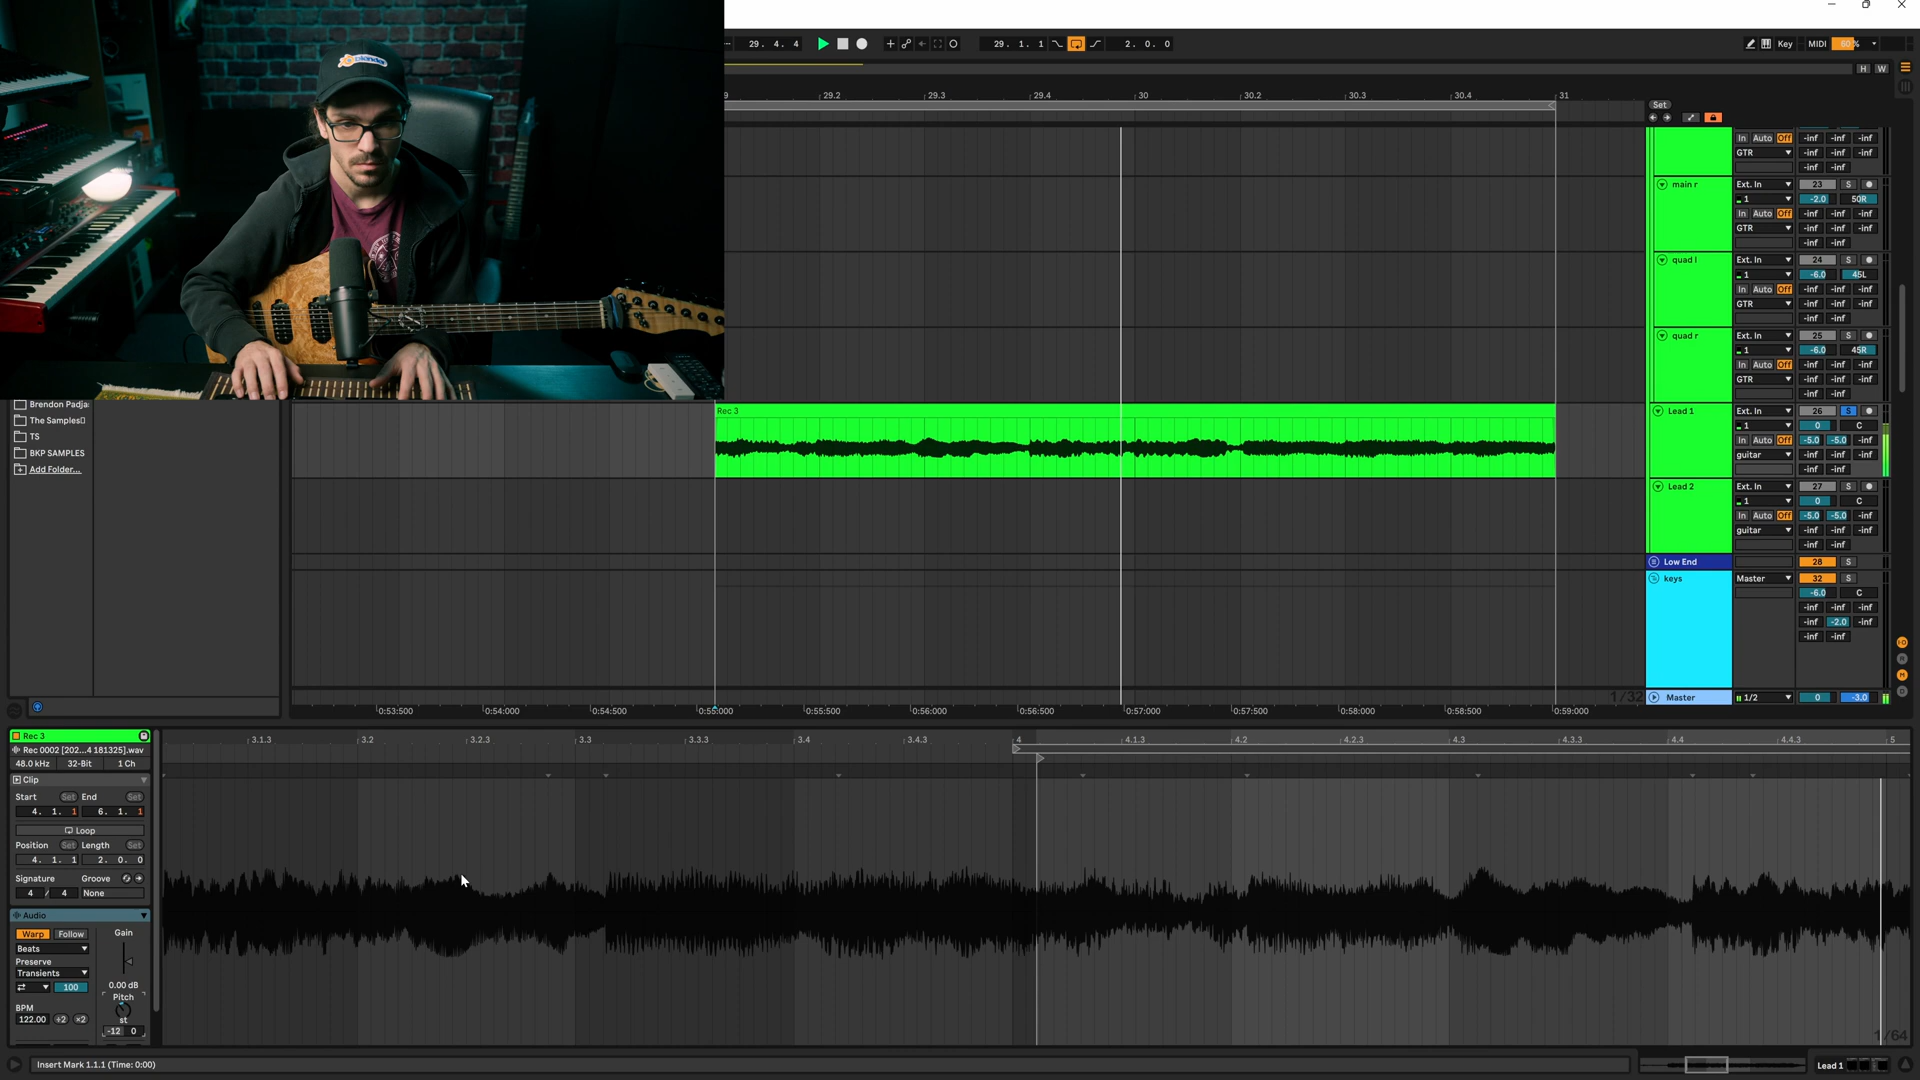 blender
29. 4. 4
29. 1. 1
2. 0. 0
Key
MIDI
60 %
H
W
9
29.2
29.3
29.4
30
30.2
30.3
30.4
31
Set
In Auto Off -inf -inf -inf
GTR -inf -inf -inf
-inf -inf
main r Ext. In 23 S
1 -2.0 50R
In Auto Off -inf -inf -inf
GTR -inf -inf -inf
-inf -inf
quad l Ext. In 24 S
1 -6.0 45L
In Auto Off -inf -inf -inf
GTR -inf -inf -inf
-inf -inf
quad r Ext. In 25 S
1 -6.0 45R
In Auto Off -inf -inf -inf
GTR -inf -inf -inf
-inf -inf
Brendon Padja
The Samples
TS
BKP SAMPLES
Add Folder...
Rec 3
Lead 1 Ext. In 26 S
1 0 C
In Auto Off -5.0 -5.0 -inf
guitar -inf -inf -inf
-inf -inf
Lead 2 Ext. In 27 S
1 0 C
In Auto Off -5.0 -5.0 -inf
guitar -inf -inf -inf
-inf -inf
Low End 28 S
keys Master 32 S
-6.0 C
-inf -inf -inf
-inf -2.0 -inf
-inf -inf
1/32
Master 1/2 0 -3.0
0:53:500
0:54:000
0:54:500
0:55:000
0:55:500
0:56:000
0:56:500
0:57:000
0:57:500
0:58:000
0:58:500
0:59:000
Rec 3
Rec 0002 [202...4 181325].wav
48.0 kHz 32-Bit 1 Ch
Clip
Start Set End Set
4. 1. 1 6. 1. 1
Loop
Position Set Length Set
4. 1. 1 2. 0. 0
Signature Groove
4 / 4 None
Audio
Warp Follow Gain
Beats
Preserve
Transients
100 0.00 dB
Pitch
BPM st
122.00 ÷2 ×2
-12 0
3.1.3
3.2
3.2.3
3.3
3.3.3
3.4
3.4.3
4
4.1.3
4.2
4.2.3
4.3
4.3.3
4.4
4.4.3
5
1/64
Insert Mark 1.1.1 (Time: 0:00)
Lead 1